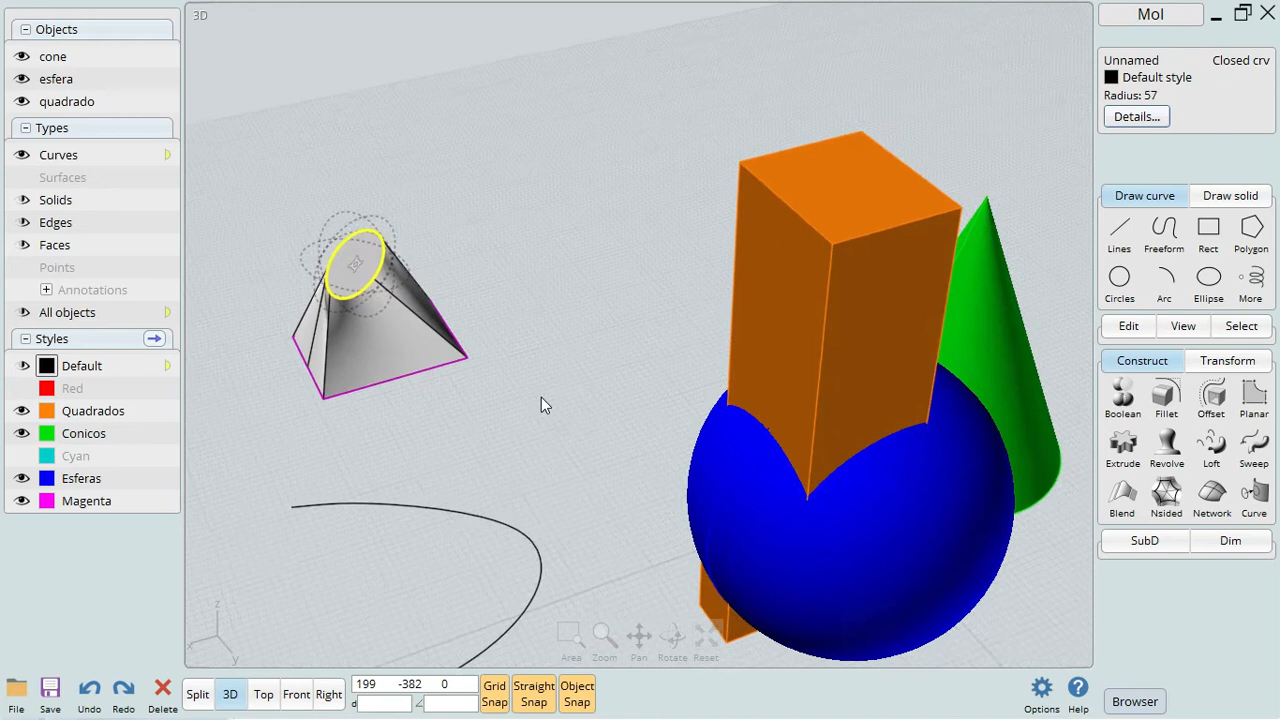 Objects
cone
esfera
quadrado
Types
Curves
Surfaces
Solids
Edges
Faces
Points
Annotations
All objects
Styles
Default
Red
Quadrados
Conicos
Cyan
Esferas
Magenta
3D
z
x
y
Area Zoom Pan Rotate Reset
MoI
Unnamed Closed crv
Default style
Radius: 57
Details...
Draw curve Draw solid
Lines Freeform Rect Polygon
Circles Arc Ellipse More
Edit View Select
Construct Transform
Boolean Fillet Offset Planar
Extrude Revolve Loft Sweep
Blend Nsided Network Curve
SubD Dim
File Save Undo Redo Delete
Split 3D Top Front Right
199 -382 0
d
Grid Snap
Straight Snap
Object Snap
Options Help
Browser